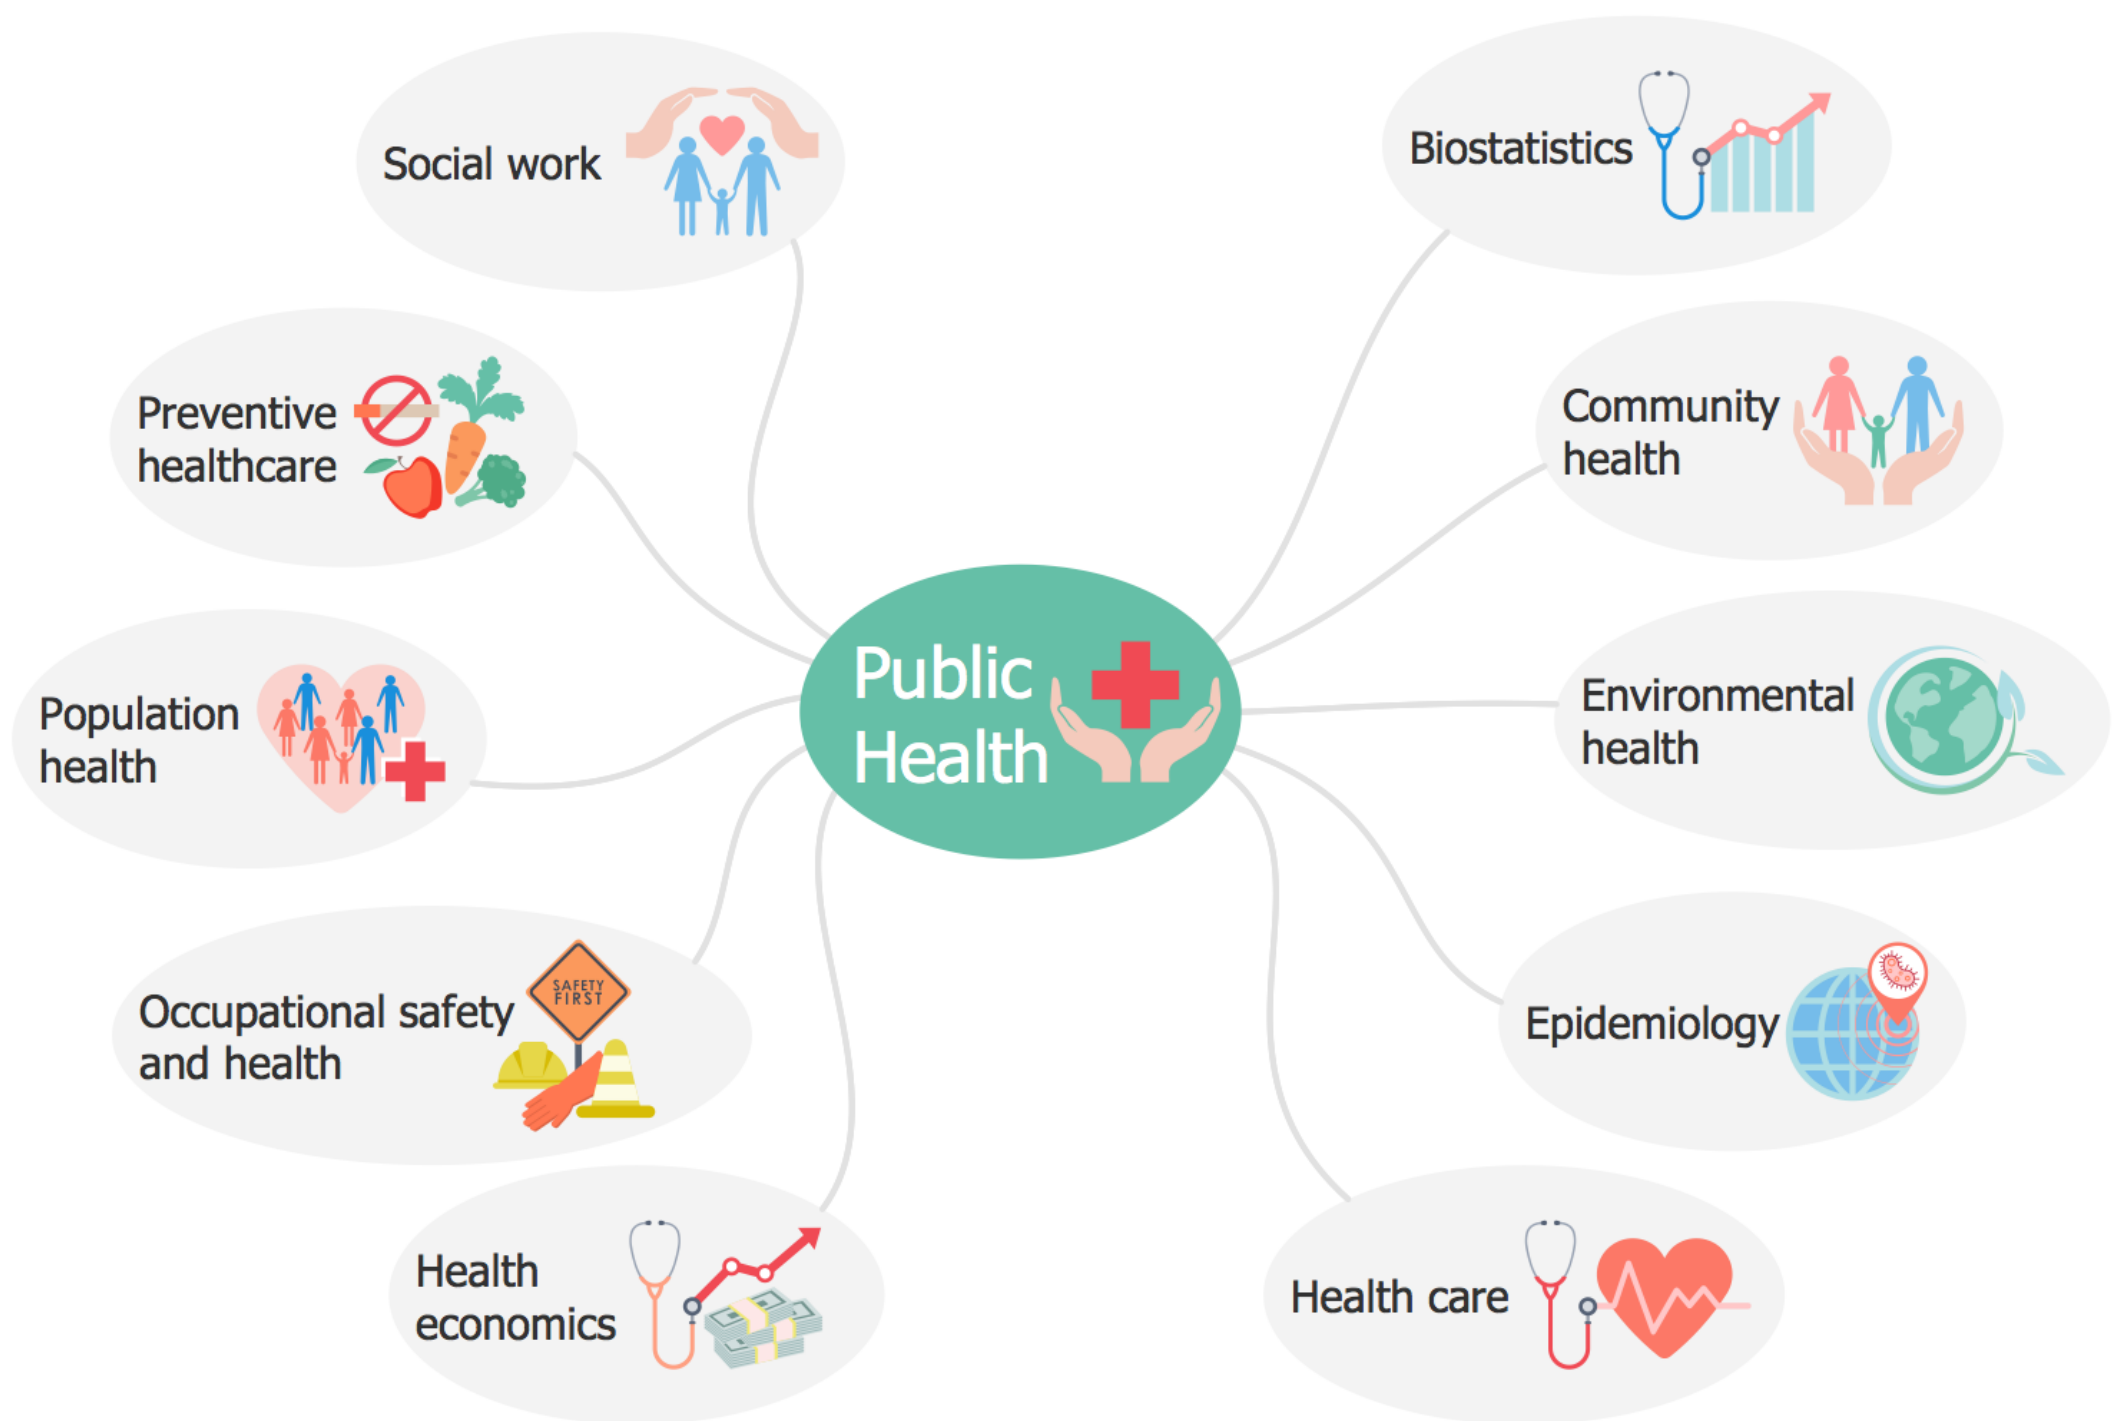 Public
Health
Biostatistics
Community
health
Environmental
health
Epidemiology
Health care
Health
economics
Occupational safety
and health
SAFETY
FIRST
Population
health
Preventive
healthcare
Social work